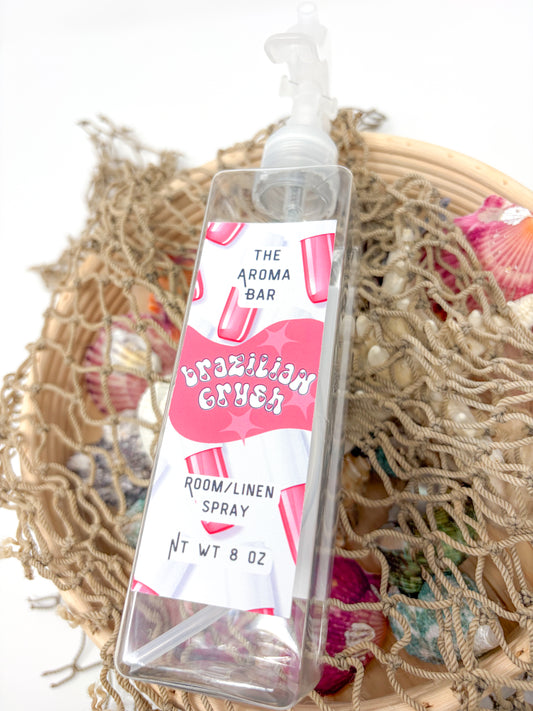 THE
AROMA
BAR
brazilian
crush
ROOM/LINEN
SPRAY
NT WT 8 OZ